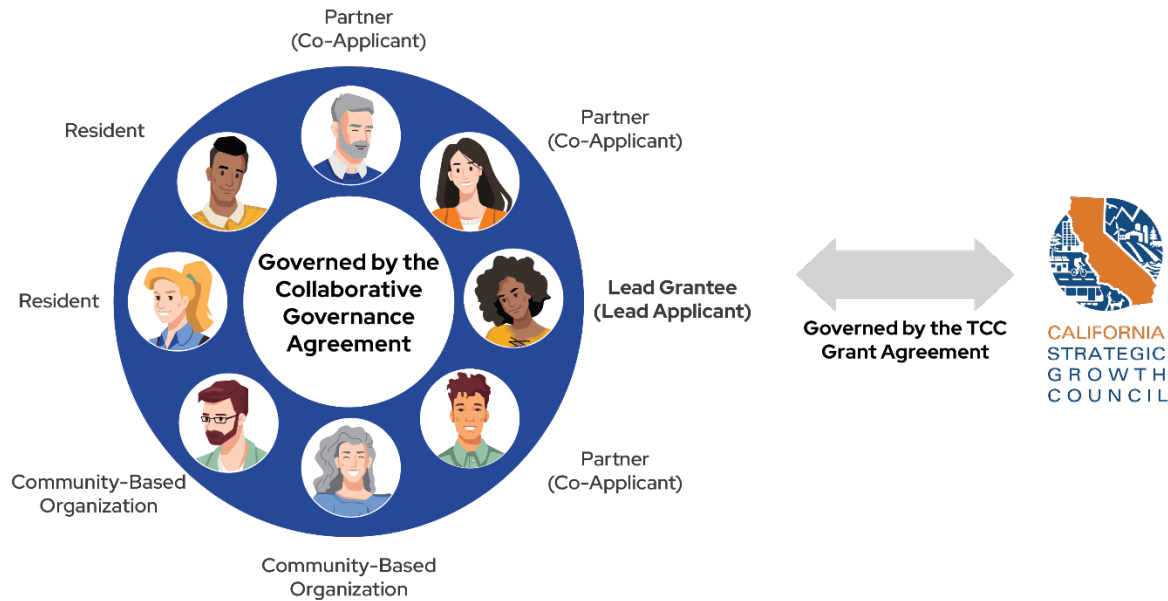 Partner
(Co-Applicant)
Resident
Partner
(Co-Applicant)
Resident
Governed by the
Collaborative
Governance
Agreement
Lead Grantee
(Lead Applicant)
Governed by the TCC
Grant Agreement
CALIFORNIA
STRATEGIC
GROWTH
COUNCIL
Community-Based
Organization
Partner
(Co-Applicant)
Community-Based
Organization